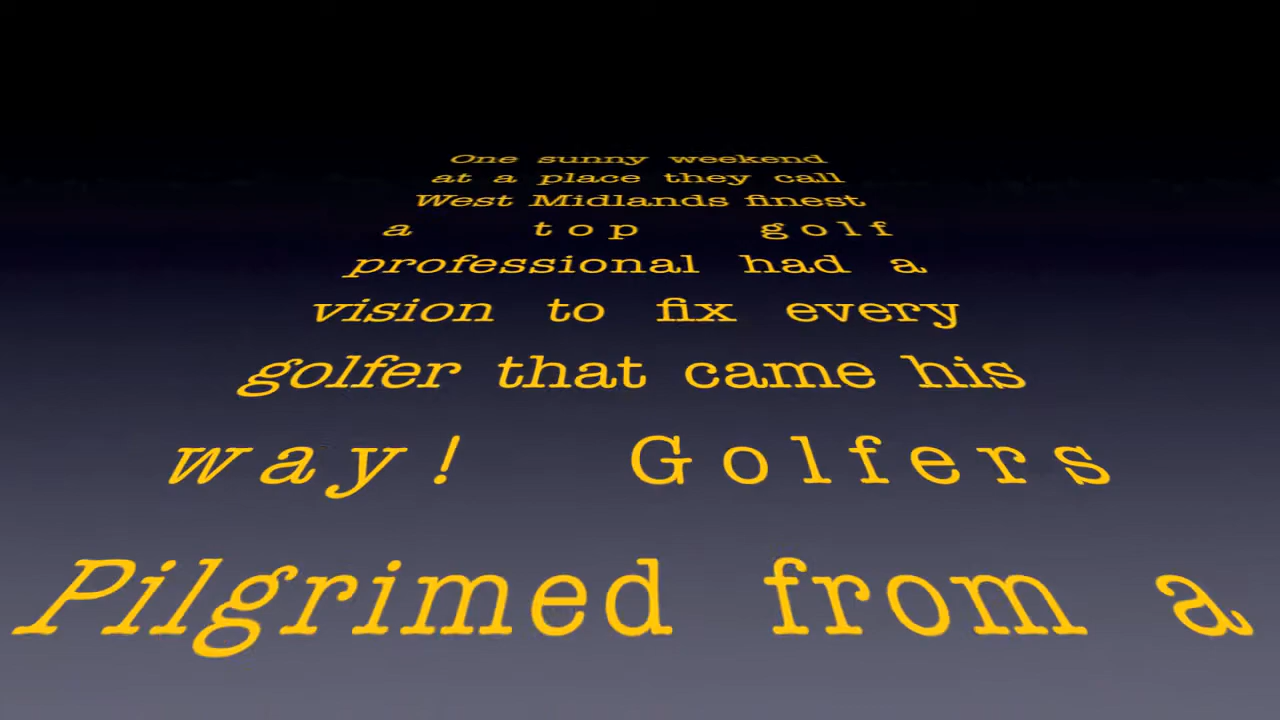 One sunny weekend
at a place they call
West Midlands finest
a top golf
professional had a
vision to fix every
golfer that came his
way! Golfers
Pilgrimed from a